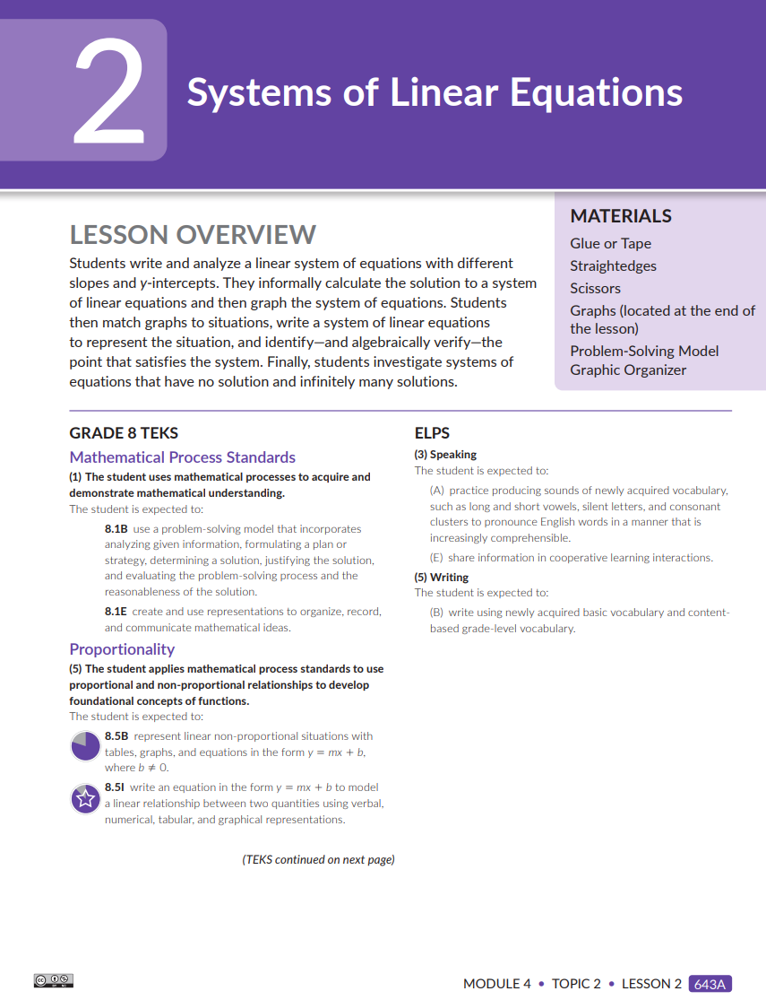 2
Systems of Linear Equations
LESSON OVERVIEW
Students write and analyze a linear system of equations with different
slopes and y-intercepts. They informally calculate the solution to a system
of linear equations and then graph the system of equations. Students
then match graphs to situations, write a system of linear equations
to represent the situation, and identify—and algebraically verify—the
point that satisfies the system. Finally, students investigate systems of
equations that have no solution and infinitely many solutions.
MATERIALS
Glue or Tape
Straightedges
Scissors
Graphs (located at the end of
the lesson)
Problem-Solving Model
Graphic Organizer
GRADE 8 TEKS
Mathematical Process Standards
(1) The student uses mathematical processes to acquire and
demonstrate mathematical understanding.
The student is expected to:
8.1B use a problem-solving model that incorporates
analyzing given information, formulating a plan or
strategy, determining a solution, justifying the solution,
and evaluating the problem-solving process and the
reasonableness of the solution.
8.1E create and use representations to organize, record,
and communicate mathematical ideas.
Proportionality
(5) The student applies mathematical process standards to use
proportional and non-proportional relationships to develop
foundational concepts of functions.
The student is expected to:
8.5B represent linear non-proportional situations with
tables, graphs, and equations in the form y = mx + b,
where b ≠ 0.
8.5I write an equation in the form y = mx + b to model
a linear relationship between two quantities using verbal,
numerical, tabular, and graphical representations.
(TEKS continued on next page)
ELPS
(3) Speaking
The student is expected to:
(A) practice producing sounds of newly acquired vocabulary,
such as long and short vowels, silent letters, and consonant
clusters to pronounce English words in a manner that is
increasingly comprehensible.
(E) share information in cooperative learning interactions.
(5) Writing
The student is expected to:
(B) write using newly acquired basic vocabulary and content-
based grade-level vocabulary.
cc
MODULE 4 • TOPIC 2 • LESSON 2 643A